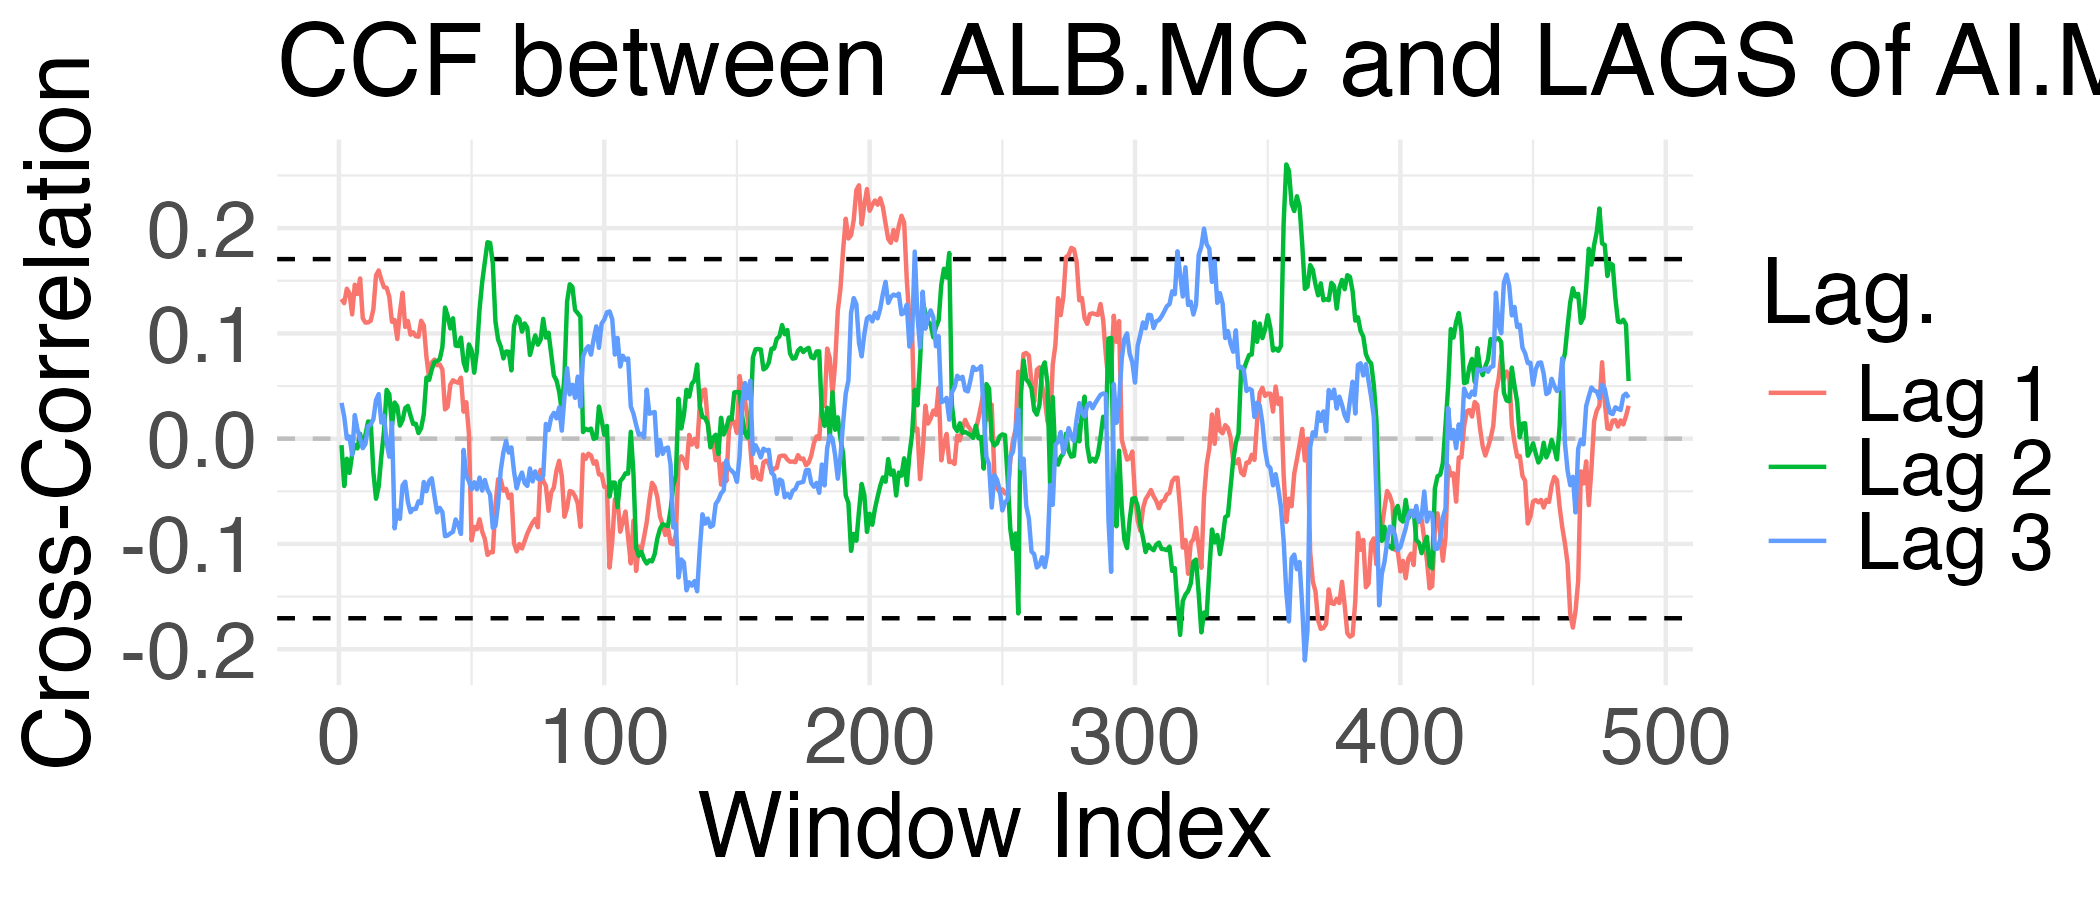 CCF between  ALB.MC and LAGS of AI.M
Cross-Correlation
0.2
0.1
0.0
-0.1
-0.2
0 100 200 300 400 500
Window Index
Lag.
Lag 1
Lag 2
Lag 3